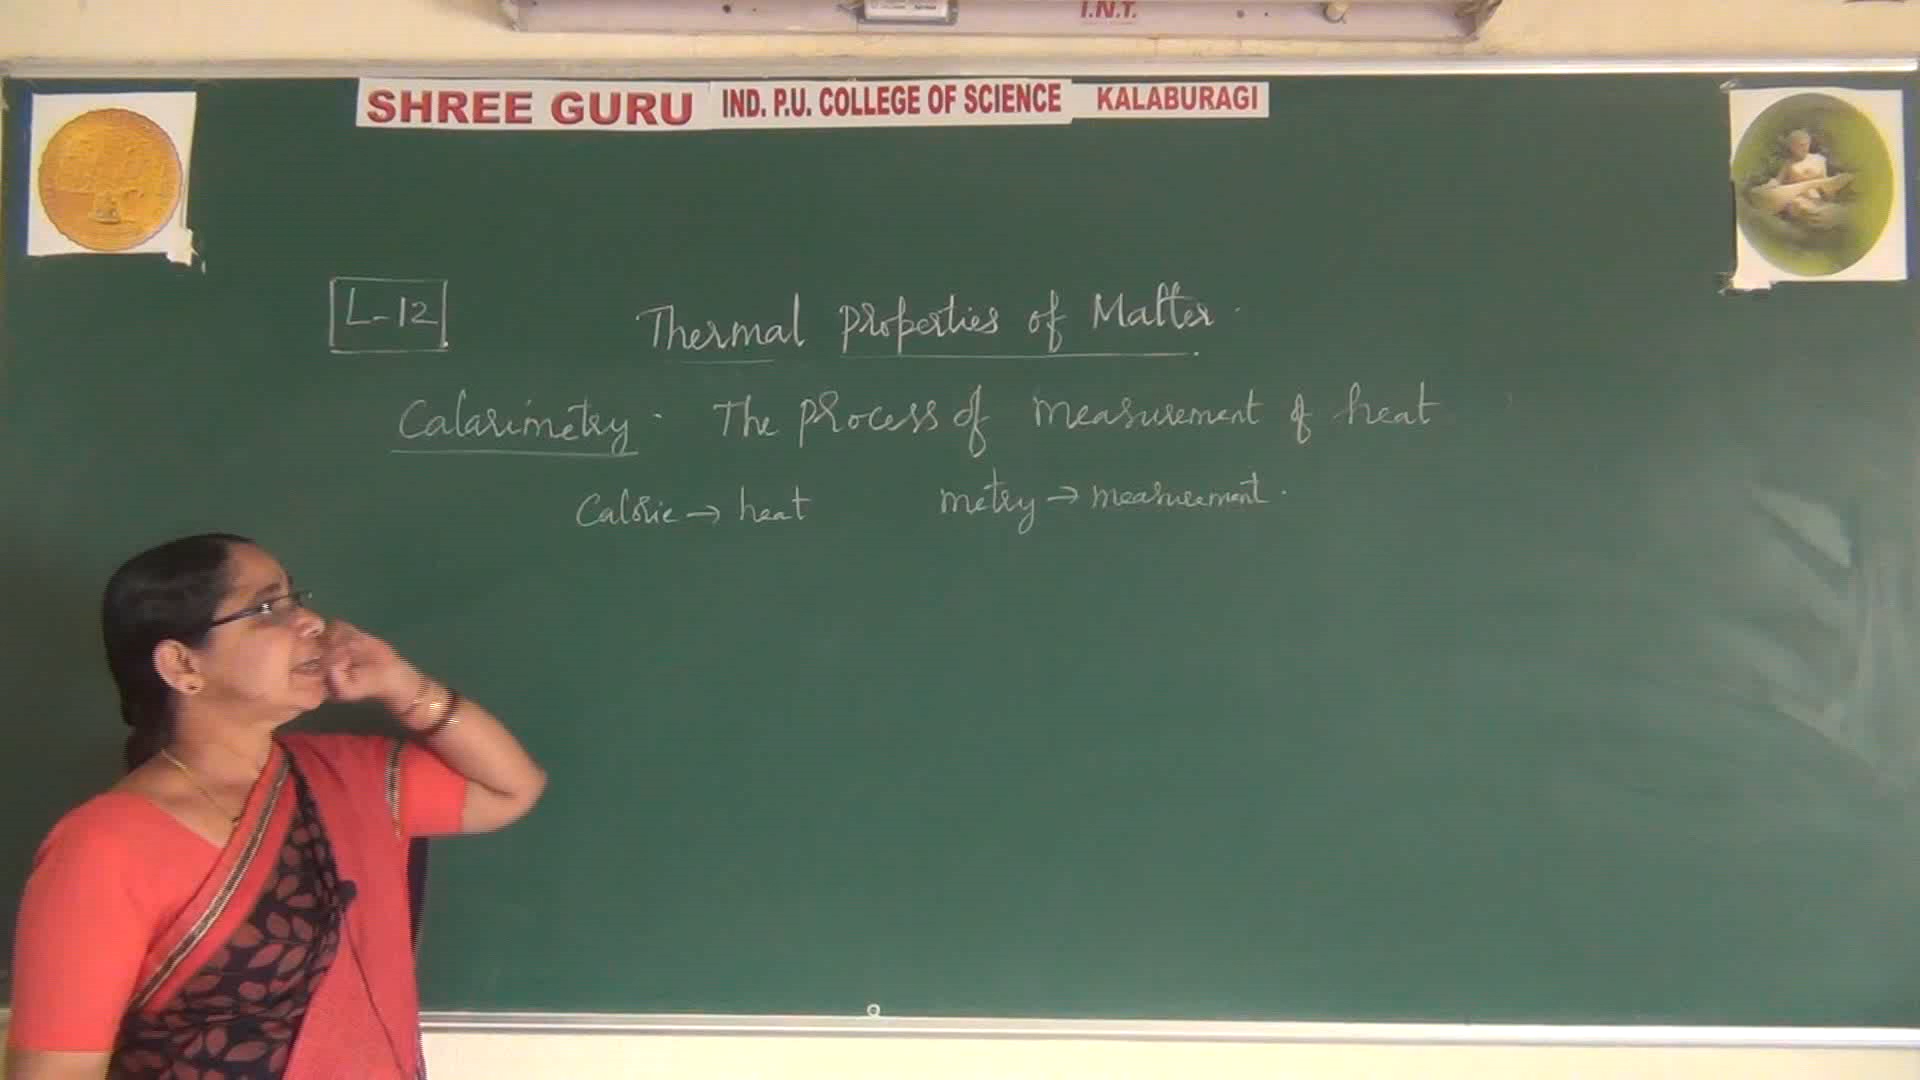 I.N.T.
SHREE GURU IND. P.U. COLLEGE OF SCIENCE KALABURAGI
L-12 Thermal Properties of Matter.
Calarimetry. The process of measurement of heat
Calorie → heat metry → measurement.